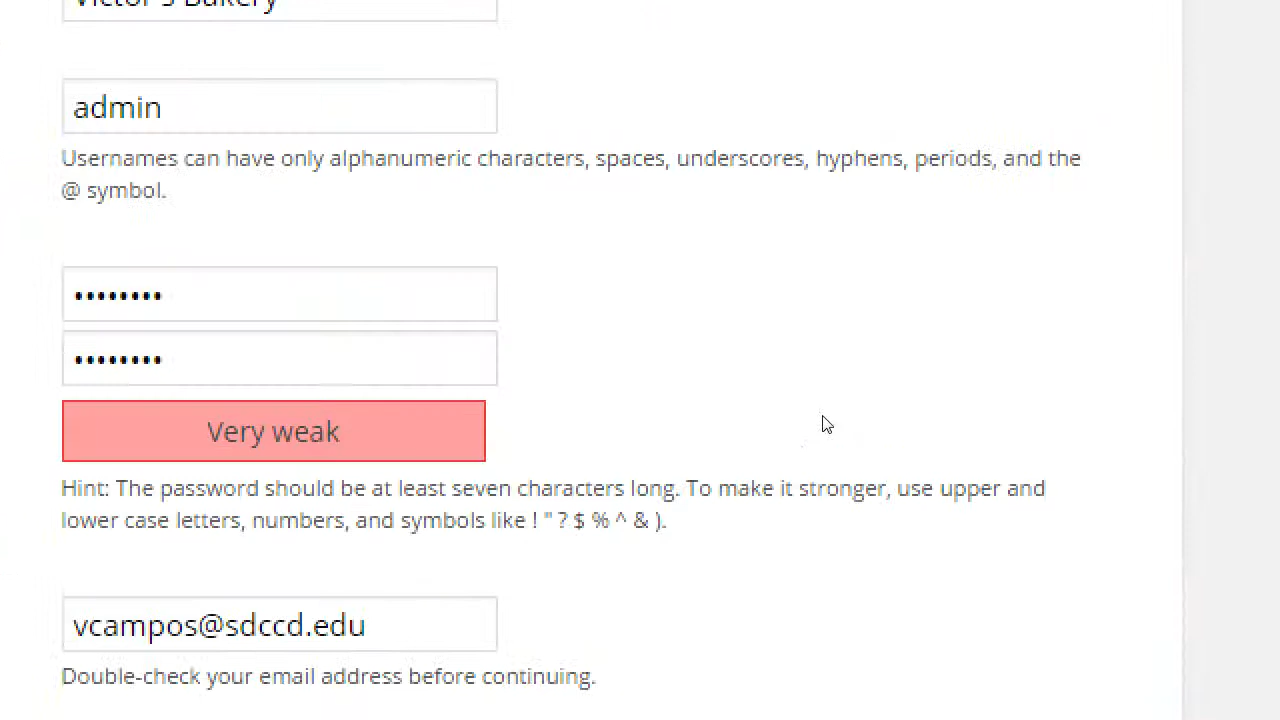 Victor's Bakery
admin
Usernames can have only alphanumeric characters, spaces, underscores, hyphens, periods, and the
@ symbol.
••••••••
••••••••
Very weak
Hint: The password should be at least seven characters long. To make it stronger, use upper and
lower case letters, numbers, and symbols like ! " ? $ % ^ & ).
vcampos@sdccd.edu
Double-check your email address before continuing.